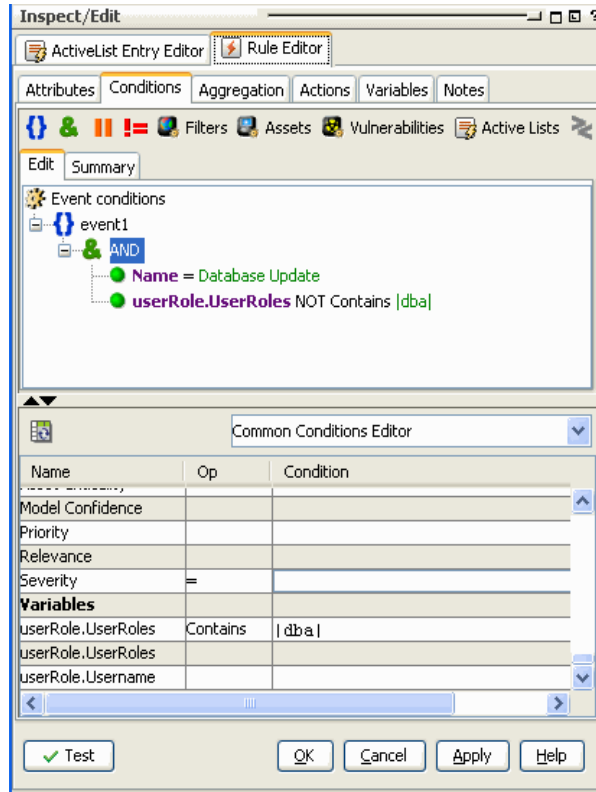 Inspect/Edit
ActiveList Entry Editor Rule Editor
Attributes Conditions Aggregation Actions Variables Notes
{} & != Filters Assets Vulnerabilities Active Lists
Edit Summary
Event conditions
{} event1
& AND
Name = Database Update
userRole.UserRoles NOT Contains |dba|
Common Conditions Editor
Name Op Condition
Model Confidence
Priority
Relevance
Severity =
Variables
userRole.UserRoles Contains |dba|
userRole.UserRoles
userRole.Username
Test OK Cancel Apply Help